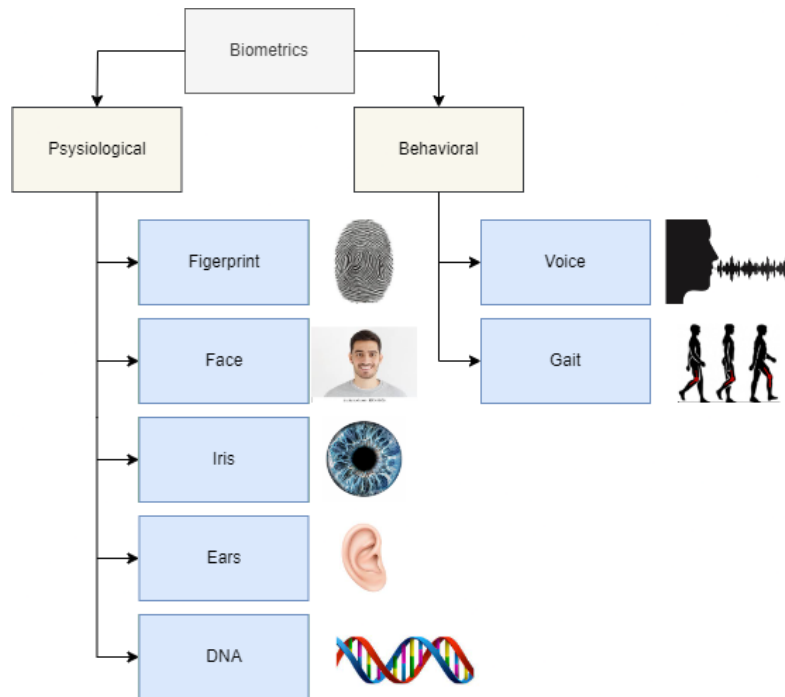 Biometrics
Psysiological
Behavioral
Figerprint
Voice
Face
Gait
Iris
Ears
DNA